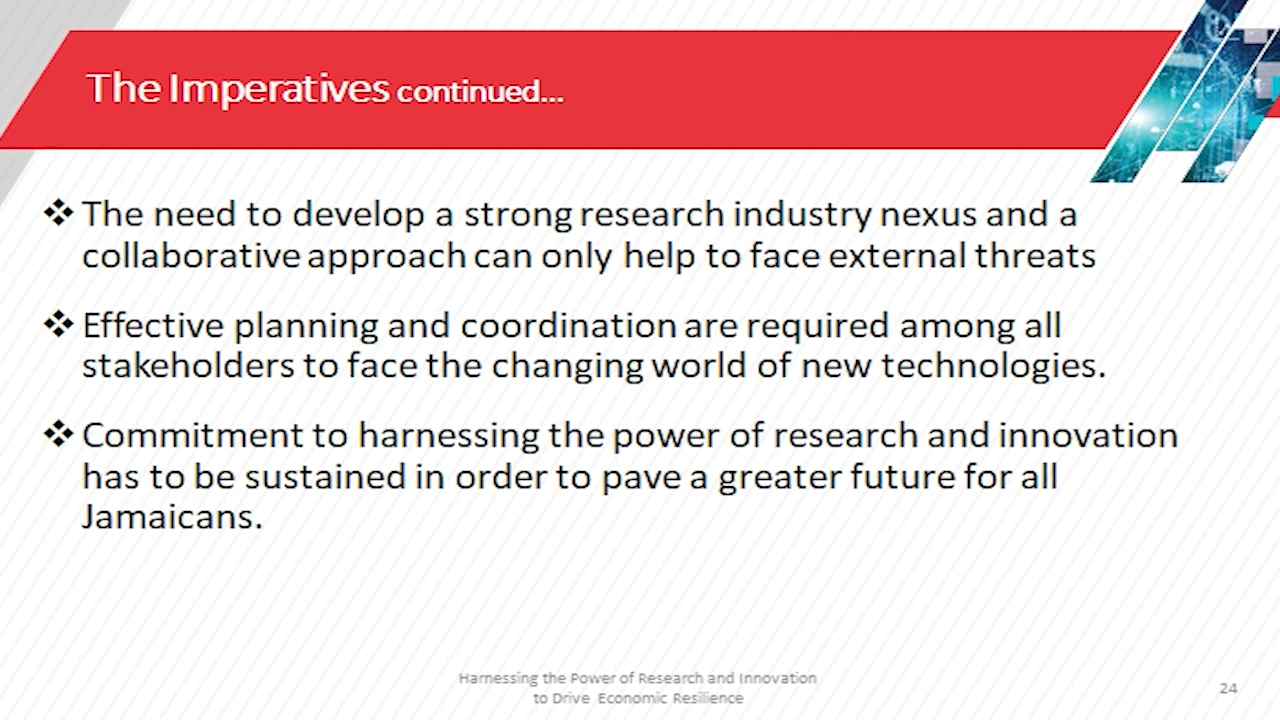 The Imperatives continued...
❖ The need to develop a strong research industry nexus and a
collaborative approach can only help to face external threats
❖ Effective planning and coordination are required among all
stakeholders to face the changing world of new technologies.
❖ Commitment to harnessing the power of research and innovation
has to be sustained in order to pave a greater future for all
Jamaicans.
Harnessing the Power of Research and Innovation
to Drive Economic Resilience
24